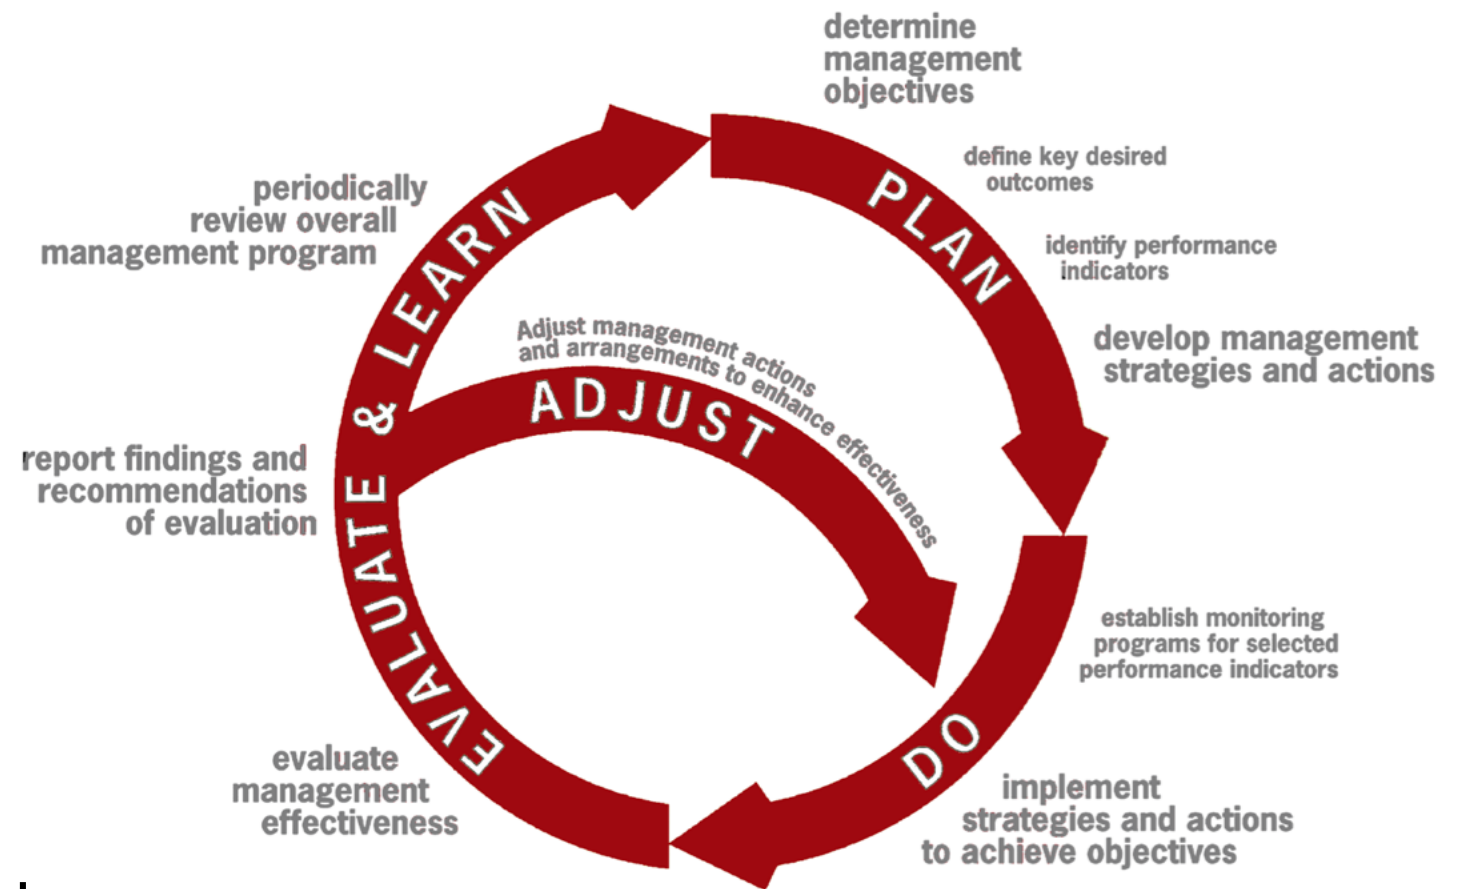 determine
management
objectives
PLAN
define key desired
outcomes
identify performance
indicators
develop management
strategies and actions
establish monitoring
programs for selected
performance indicators
DO
implement
strategies and actions
to achieve objectives
evaluate
management
effectiveness
EVALUATE & LEARN
report findings and
recommendations
of evaluation
periodically
review overall
management program
Adjust management actions
and arrangements to enhance effectiveness
ADJUST